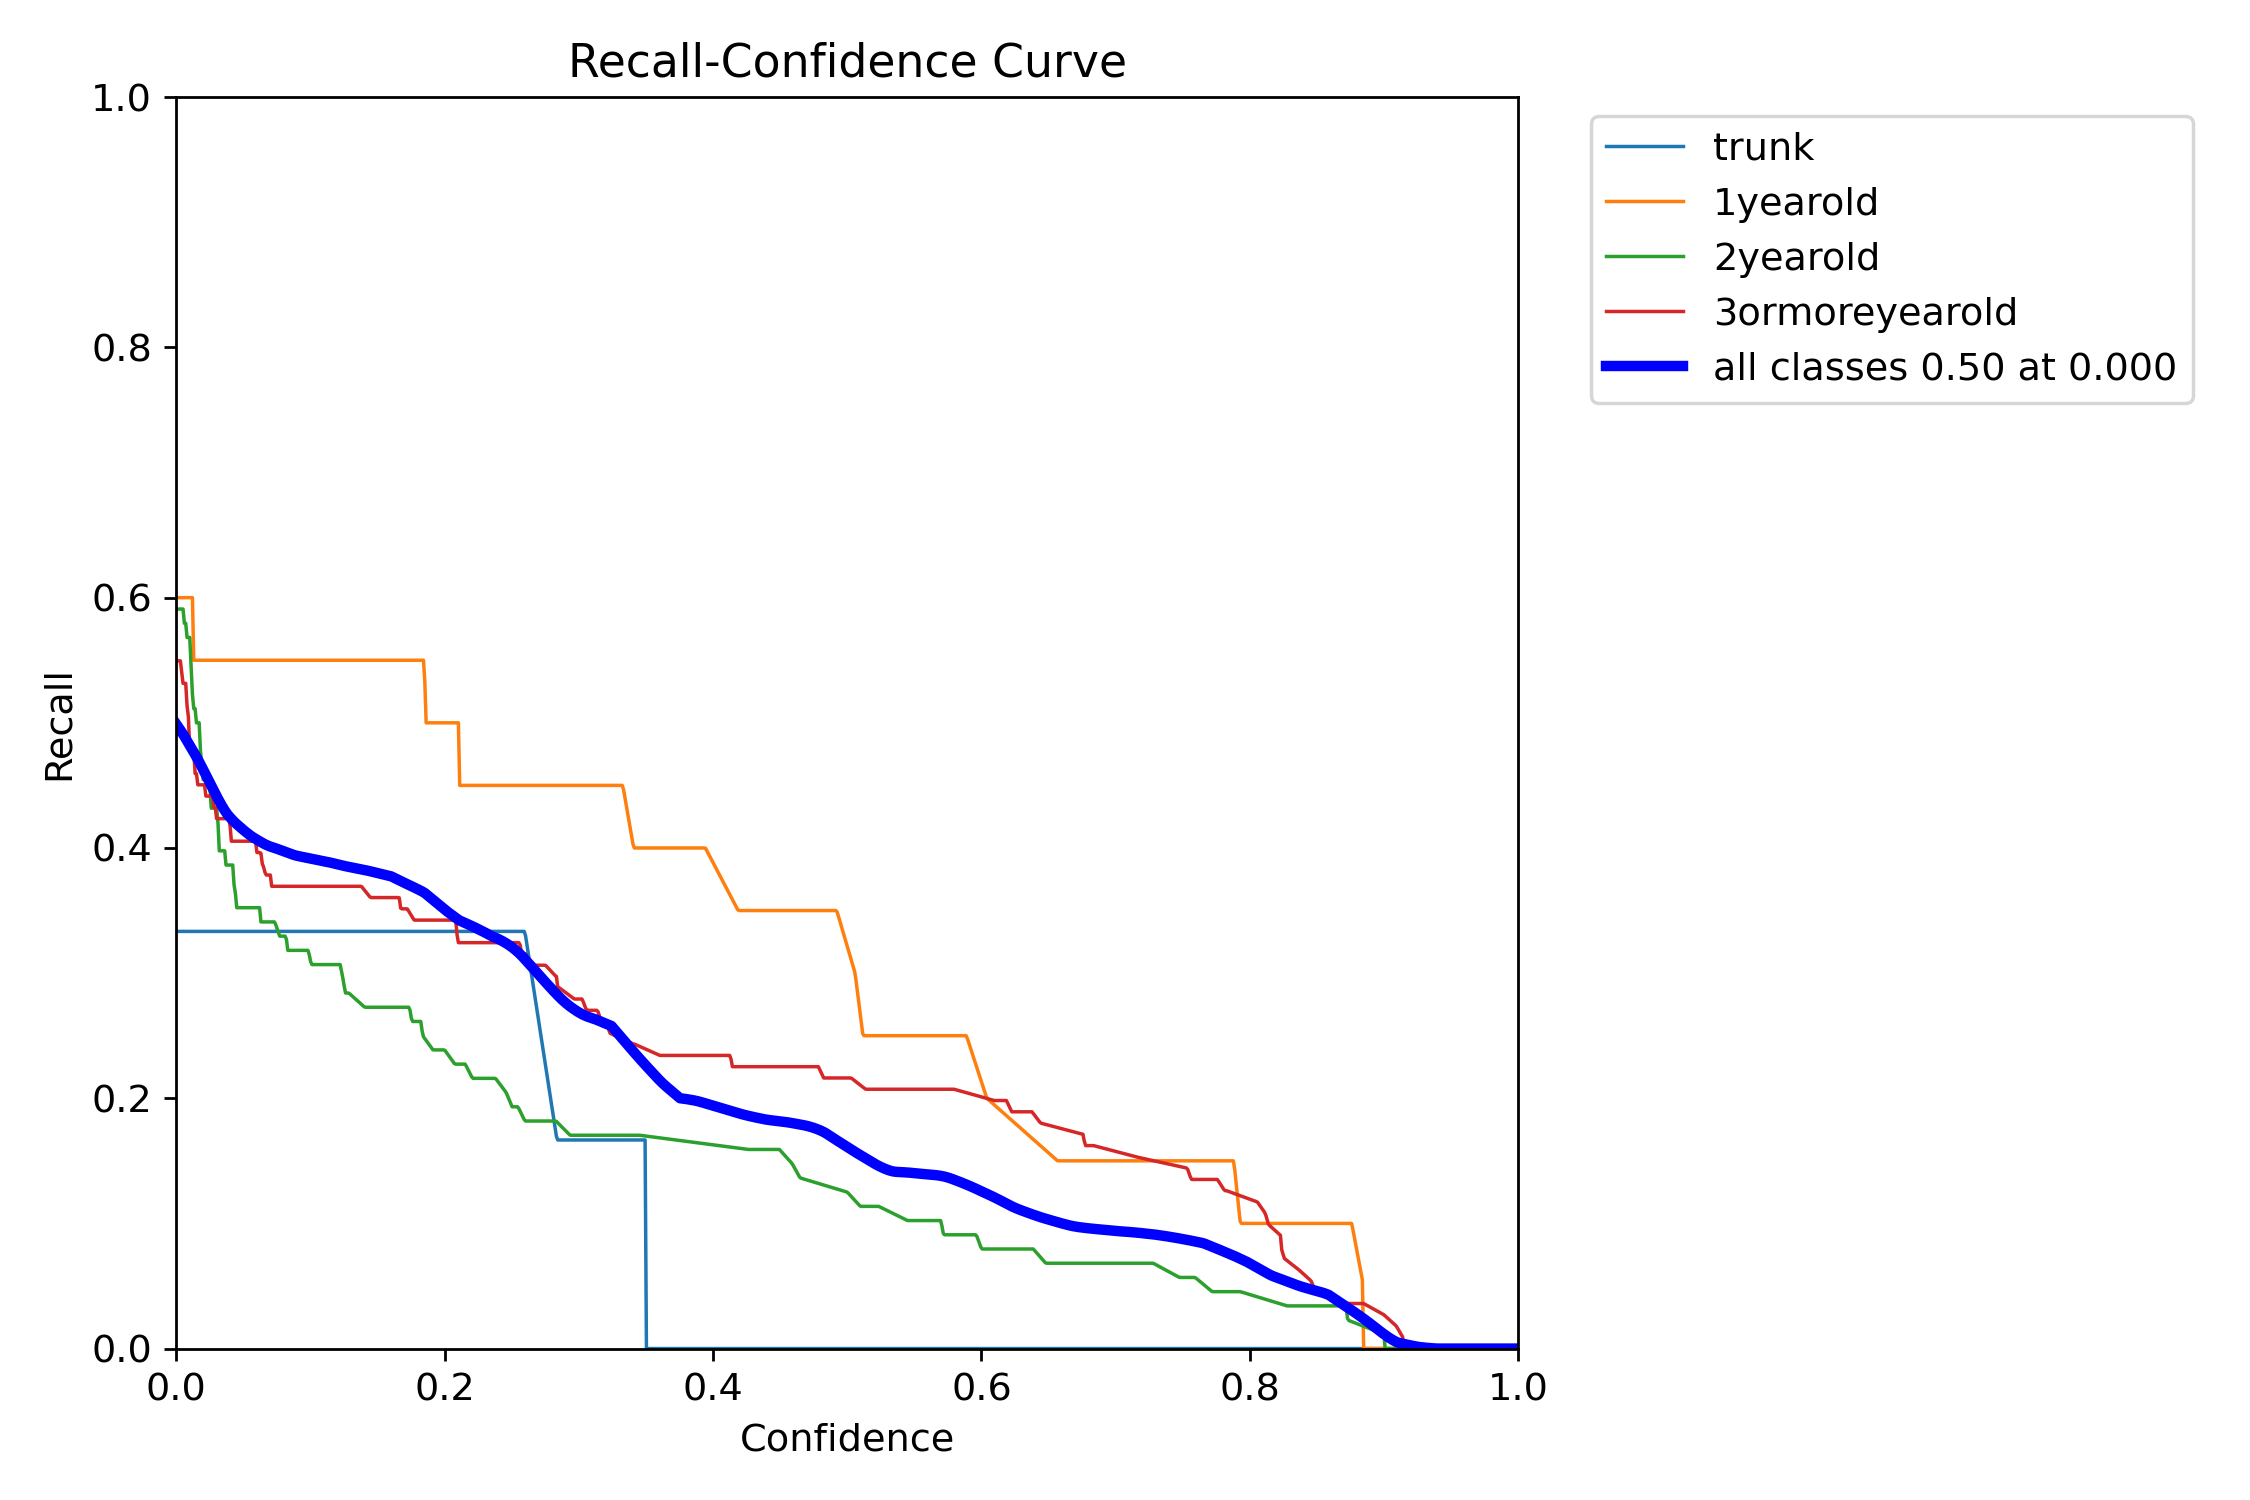 Recall-Confidence Curve
1.0
0.8
0.6
0.4
0.2
0.0
Recall
0.0 0.2 0.4 0.6 0.8 1.0
Confidence
trunk
1yearold
2yearold
3ormoreyearold
all classes 0.50 at 0.000